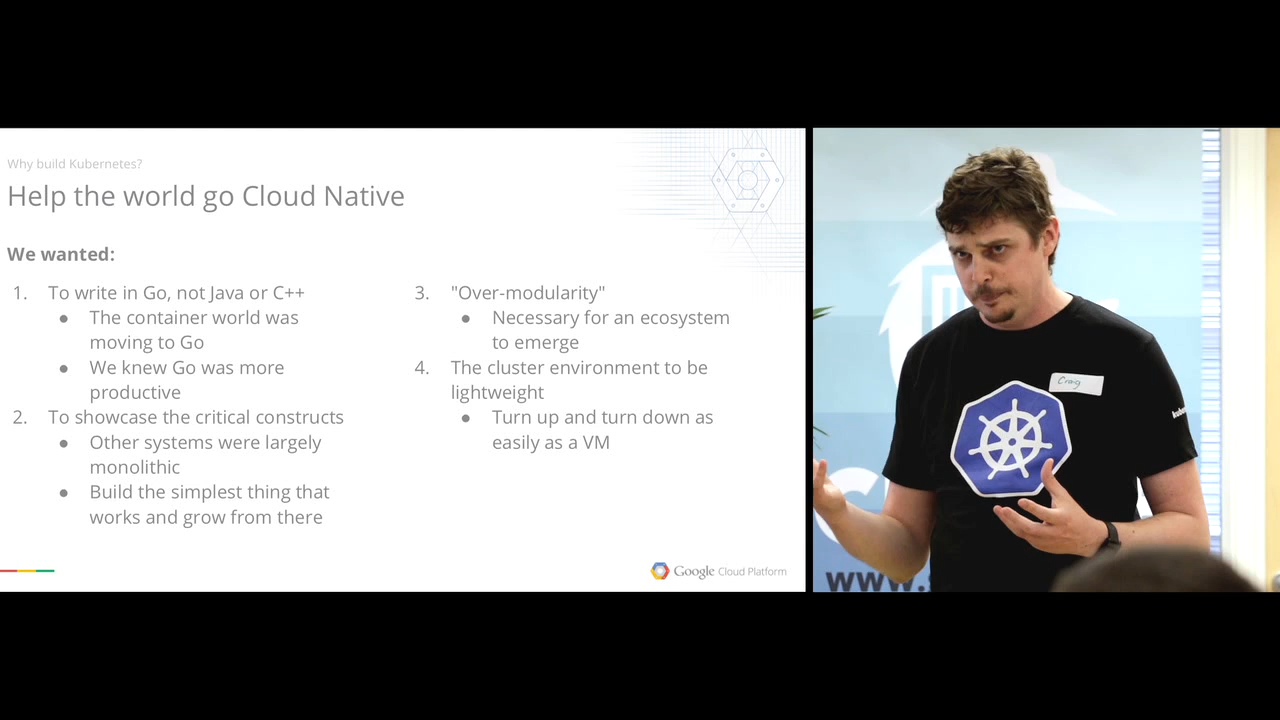 Why build Kubernetes?
Help the world go Cloud Native
We wanted:
1. To write in Go, not Java or C++
● The container world was
moving to Go
● We knew Go was more
productive
2. To showcase the critical constructs
● Other systems were largely
monolithic
● Build the simplest thing that
works and grow from there
3. "Over-modularity"
● Necessary for an ecosystem
to emerge
4. The cluster environment to be
lightweight
● Turn up and turn down as
easily as a VM
Google Cloud Platform
Craig
www.s